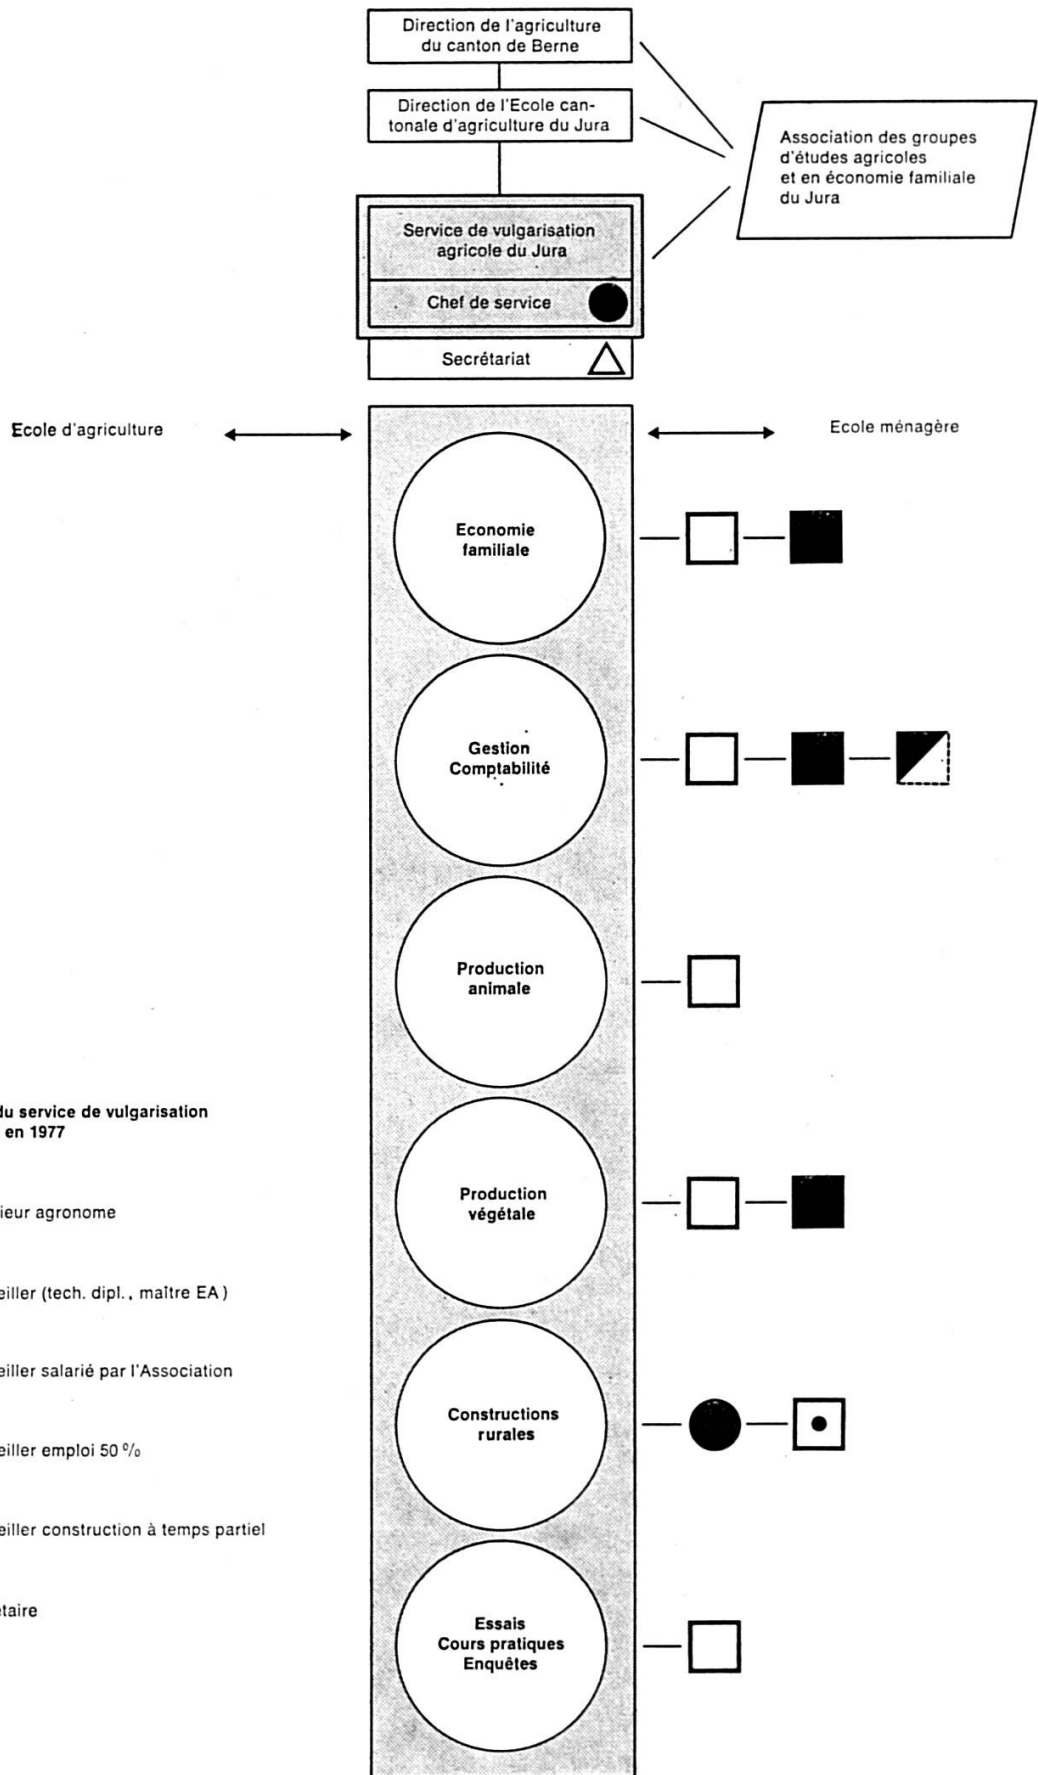 Direction de l'agriculture
du canton de Berne
Direction de l'Ecole can-
tonale d'agriculture du Jura
Association des groupes
d'études agricoles
et en économie familiale
du Jura
Service de vulgarisation
agricole du Jura
Chef de service
Secrétariat
Ecole d'agriculture
Ecole ménagère
Economie
familiale
Gestion
Comptabilité
Production
animale
Production
végétale
Constructions
rurales
Essais
Cours pratiques
Enquêtes
du service de vulgarisation
en 1977
ieur agronome
eiller (tech. dipl., maître EA)
eiller salarié par l'Association
eiller emploi 50 %
eiller construction à temps partiel
étaire